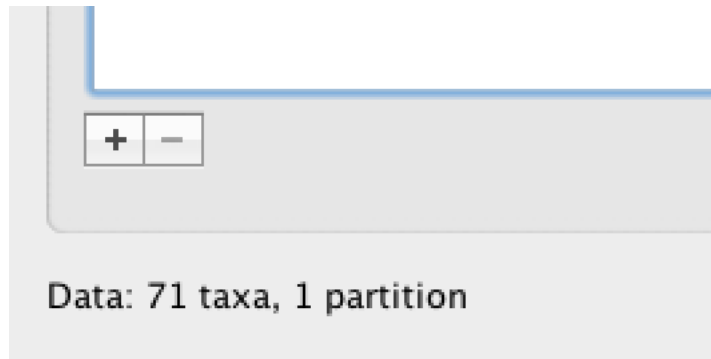 + −
Data: 71 taxa, 1 partition